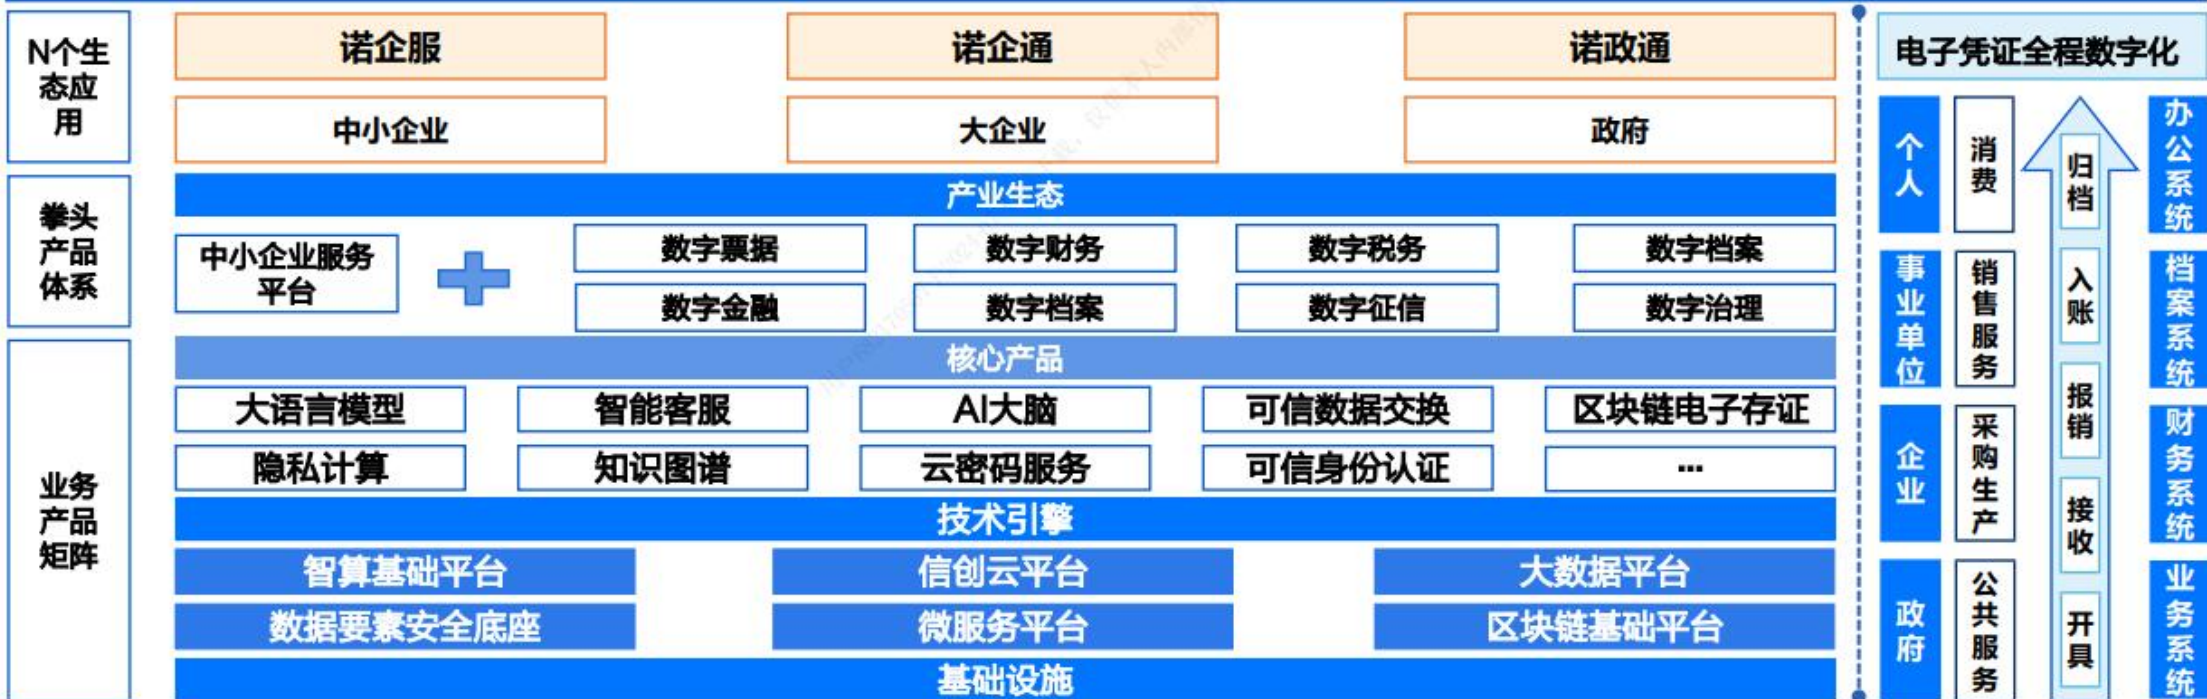 N个生
态应
用
诺企服
诺企通
诺政通
中小企业
大企业
政府
拳头
产品
体系
产业生态
中小企业服务
平台
数字票据
数字财务
数字税务
数字档案
数字金融
数字档案
数字征信
数字治理
核心产品
业务
产品
矩阵
大语言模型
智能客服
AI大脑
可信数据交换
区块链电子存证
隐私计算
知识图谱
云密码服务
可信身份认证
...
技术引擎
智算基础平台
信创云平台
大数据平台
数据要素安全底座
微服务平台
区块链基础平台
基础设施
电子凭证全程数字化
个人
消费
归档
办公系统
事业单位
销售服务
入账
档案系统
企业
采购生产
报销
财务系统
政府
公共服务
接收
开具
业务系统